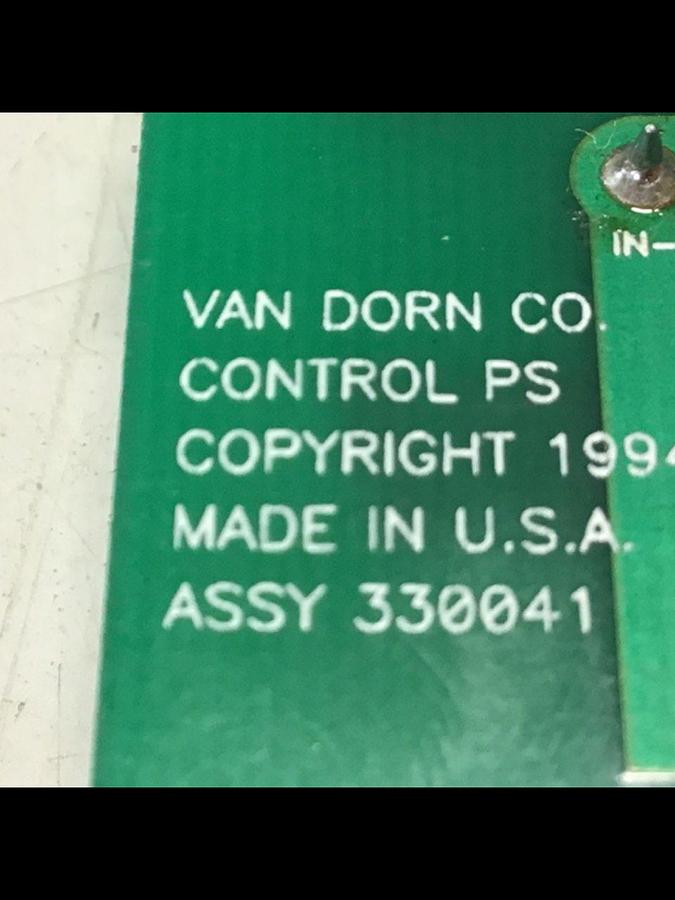 IN-
VAN DORN CO.
CONTROL PS
COPYRIGHT 1994
MADE IN U.S.A.
ASSY 330041